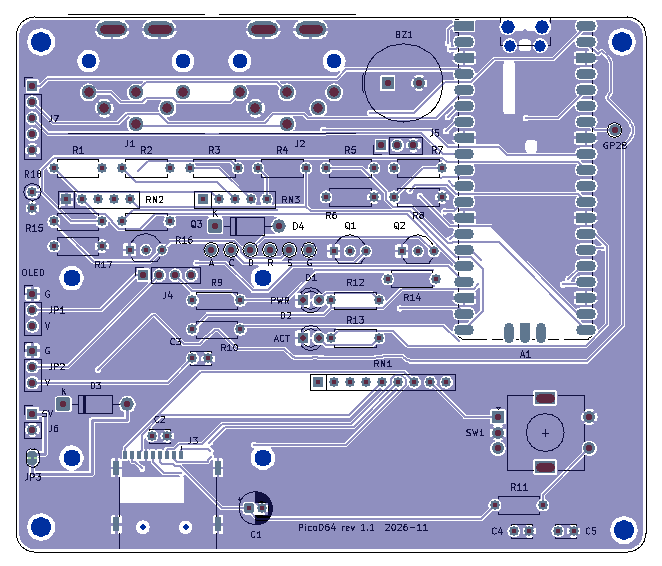 BZ1
J7
J1
J2
J5
GP28
R1
R2
R3
R4
R5
R7
R18
RN2
RN3
R6
R8
R15
K
Q3
D4
Q1
Q2
R17
R16
A
C
D
R
S
G
OLED
J4
R9
D1
R12
R14
G
PWR
JP1
D2
V
R13
C3
R10
ACT
A1
G
JP2
RN1
V
D3
K
5V
J6
C2
J3
SW1
JP3
R11
C1
PicoD64 rev 1.1 2026-11
C4
C5